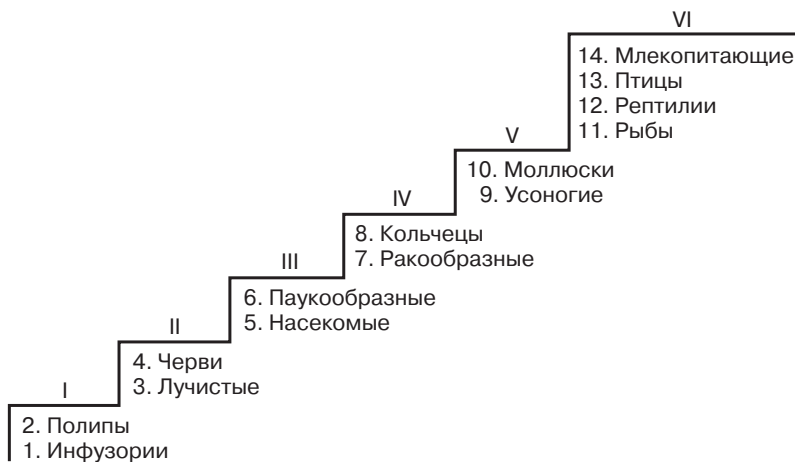 VI
14. Млекопитающие
13. Птицы
12. Рептилии
11. Рыбы
V
10. Моллюски
9. Усоногие
IV
8. Кольчецы
7. Ракообразные
III
6. Паукообразные
5. Насекомые
II
4. Черви
3. Лучистые
I
2. Полипы
1. Инфузории